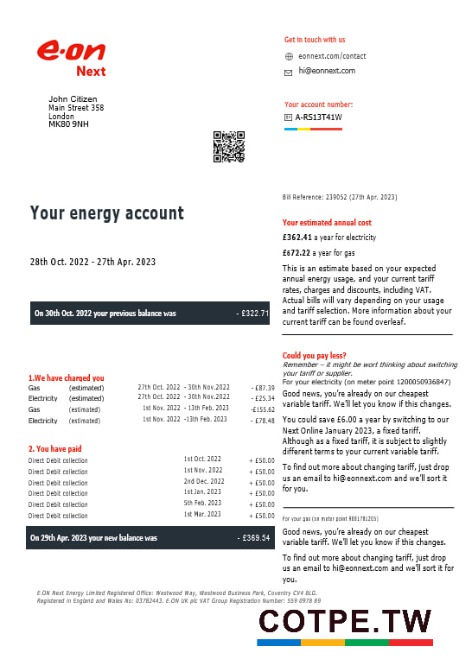 e·on
Next
Get in touch with us
eonnext.com/contact
hi@eonnext.com
John Citizen
Main Street 358
London
MK80 9NH
Your account number:
A-RS13T41W
Bill Reference: 239052 (27th Apr. 2023)
Your energy account
28th Oct. 2022 - 27th Apr. 2023
Your estimated annual cost
£362.41 a year for electricity
£672.22 a year for gas
This is an estimate based on your expected
annual energy usage, and your current tariff
rates, charges and discounts, including VAT.
Actual bills will vary depending on your usage
and tariff selection. More information about your
current tariff can be found overleaf.
On 30th Oct. 2022 your previous balance was - £322.71
1.We have charged you
Gas (estimated) 27th Oct. 2022 - 30th Nov.2022 - £87.39
Electricity (estimated) 27th Oct. 2022 - 30th Nov.2022 - £25.34
Gas (estimated) 1st Nov. 2022 -13th Feb. 2023 -£155.62
Electricity (estimated) 1st Nov. 2022 -13th Feb. 2023 - £78.48
2. You have paid
Direct Debit collection 1st Oct. 2022 + £50.00
Direct Debit collection 1st Nov. 2022 + £50.00
Direct Debit collection 2nd Dec. 2022 + £50.00
Direct Debit collection 1st Jan. 2023 + £50.00
Direct Debit collection 5th Feb. 2023 + £50.00
Direct Debit collection 1st Mar. 2023 + £50.00
On 29th Apr. 2023 your new balance was - £369.54
Could you pay less?
Remember – it might be wort thinking about switching
your tariff or supplier.
For your electricity (on meter point 1200050936847)
Good news, you're already on our cheapest
variable tariff. We'll let you know if this changes.
You could save £6.00 a year by switching to our
Next Online January 2023, a fixed tariff.
Although as a fixed tariff, it is subject to slightly
different terms to your current variable tariff.
To find out more about changing tariff, just drop
us an email to hi@eonnext.com and we'll sort it
for you.
For your gas (on meter point
Good news, you're already on our cheapest
variable tariff. We'll let you know if this changes.
To find out more about changing tariff, just drop
us an email to hi@eonnext.com and we'll sort it for
you.
E.ON Next Energy Limited Registered Office: Westwood Way, Westwood Business Park, Coventry CV4 8LG.
Registered in England and Wales No: 03782443. E.ON UK plc VAT Group Registration Number: 559 0978 89
COTPE.TW